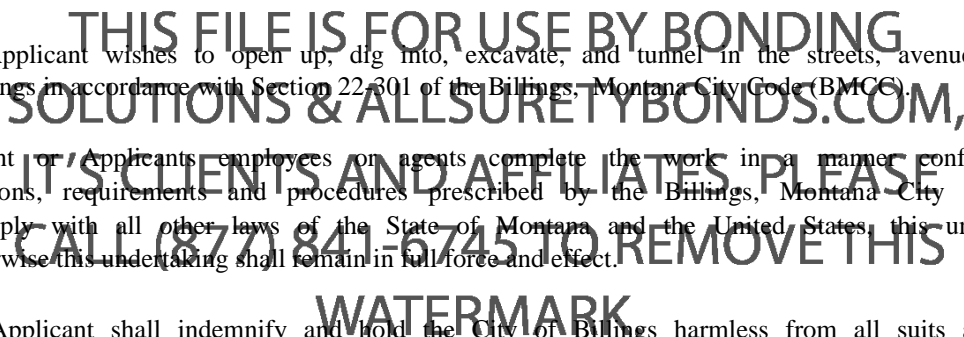 THIS FILE IS FOR USE BY BONDING
pplicant wishes to open up, dig into, excavate, and tunnel in the streets, avenue
ngs in accordance with Section 22-301 of the Billings, Montana City Code (BMCC).
SOLUTIONS & ALLSURETYBONDS.COM,
nt or Applicants employees or agents complete the work in a manner conf
IT'S CLIENTS AND AFFILIATES, PLEASE
ons, requirements and procedures prescribed by the Billings, Montana City
ply with all other laws of the State of Montana and the United States, this un
CALL (877) 841-6745 TO REMOVE THIS
rwise this undertaking shall remain in full force and effect.
WATERMARK
Applicant shall indemnify and hold the City of Billings harmless from all suits a